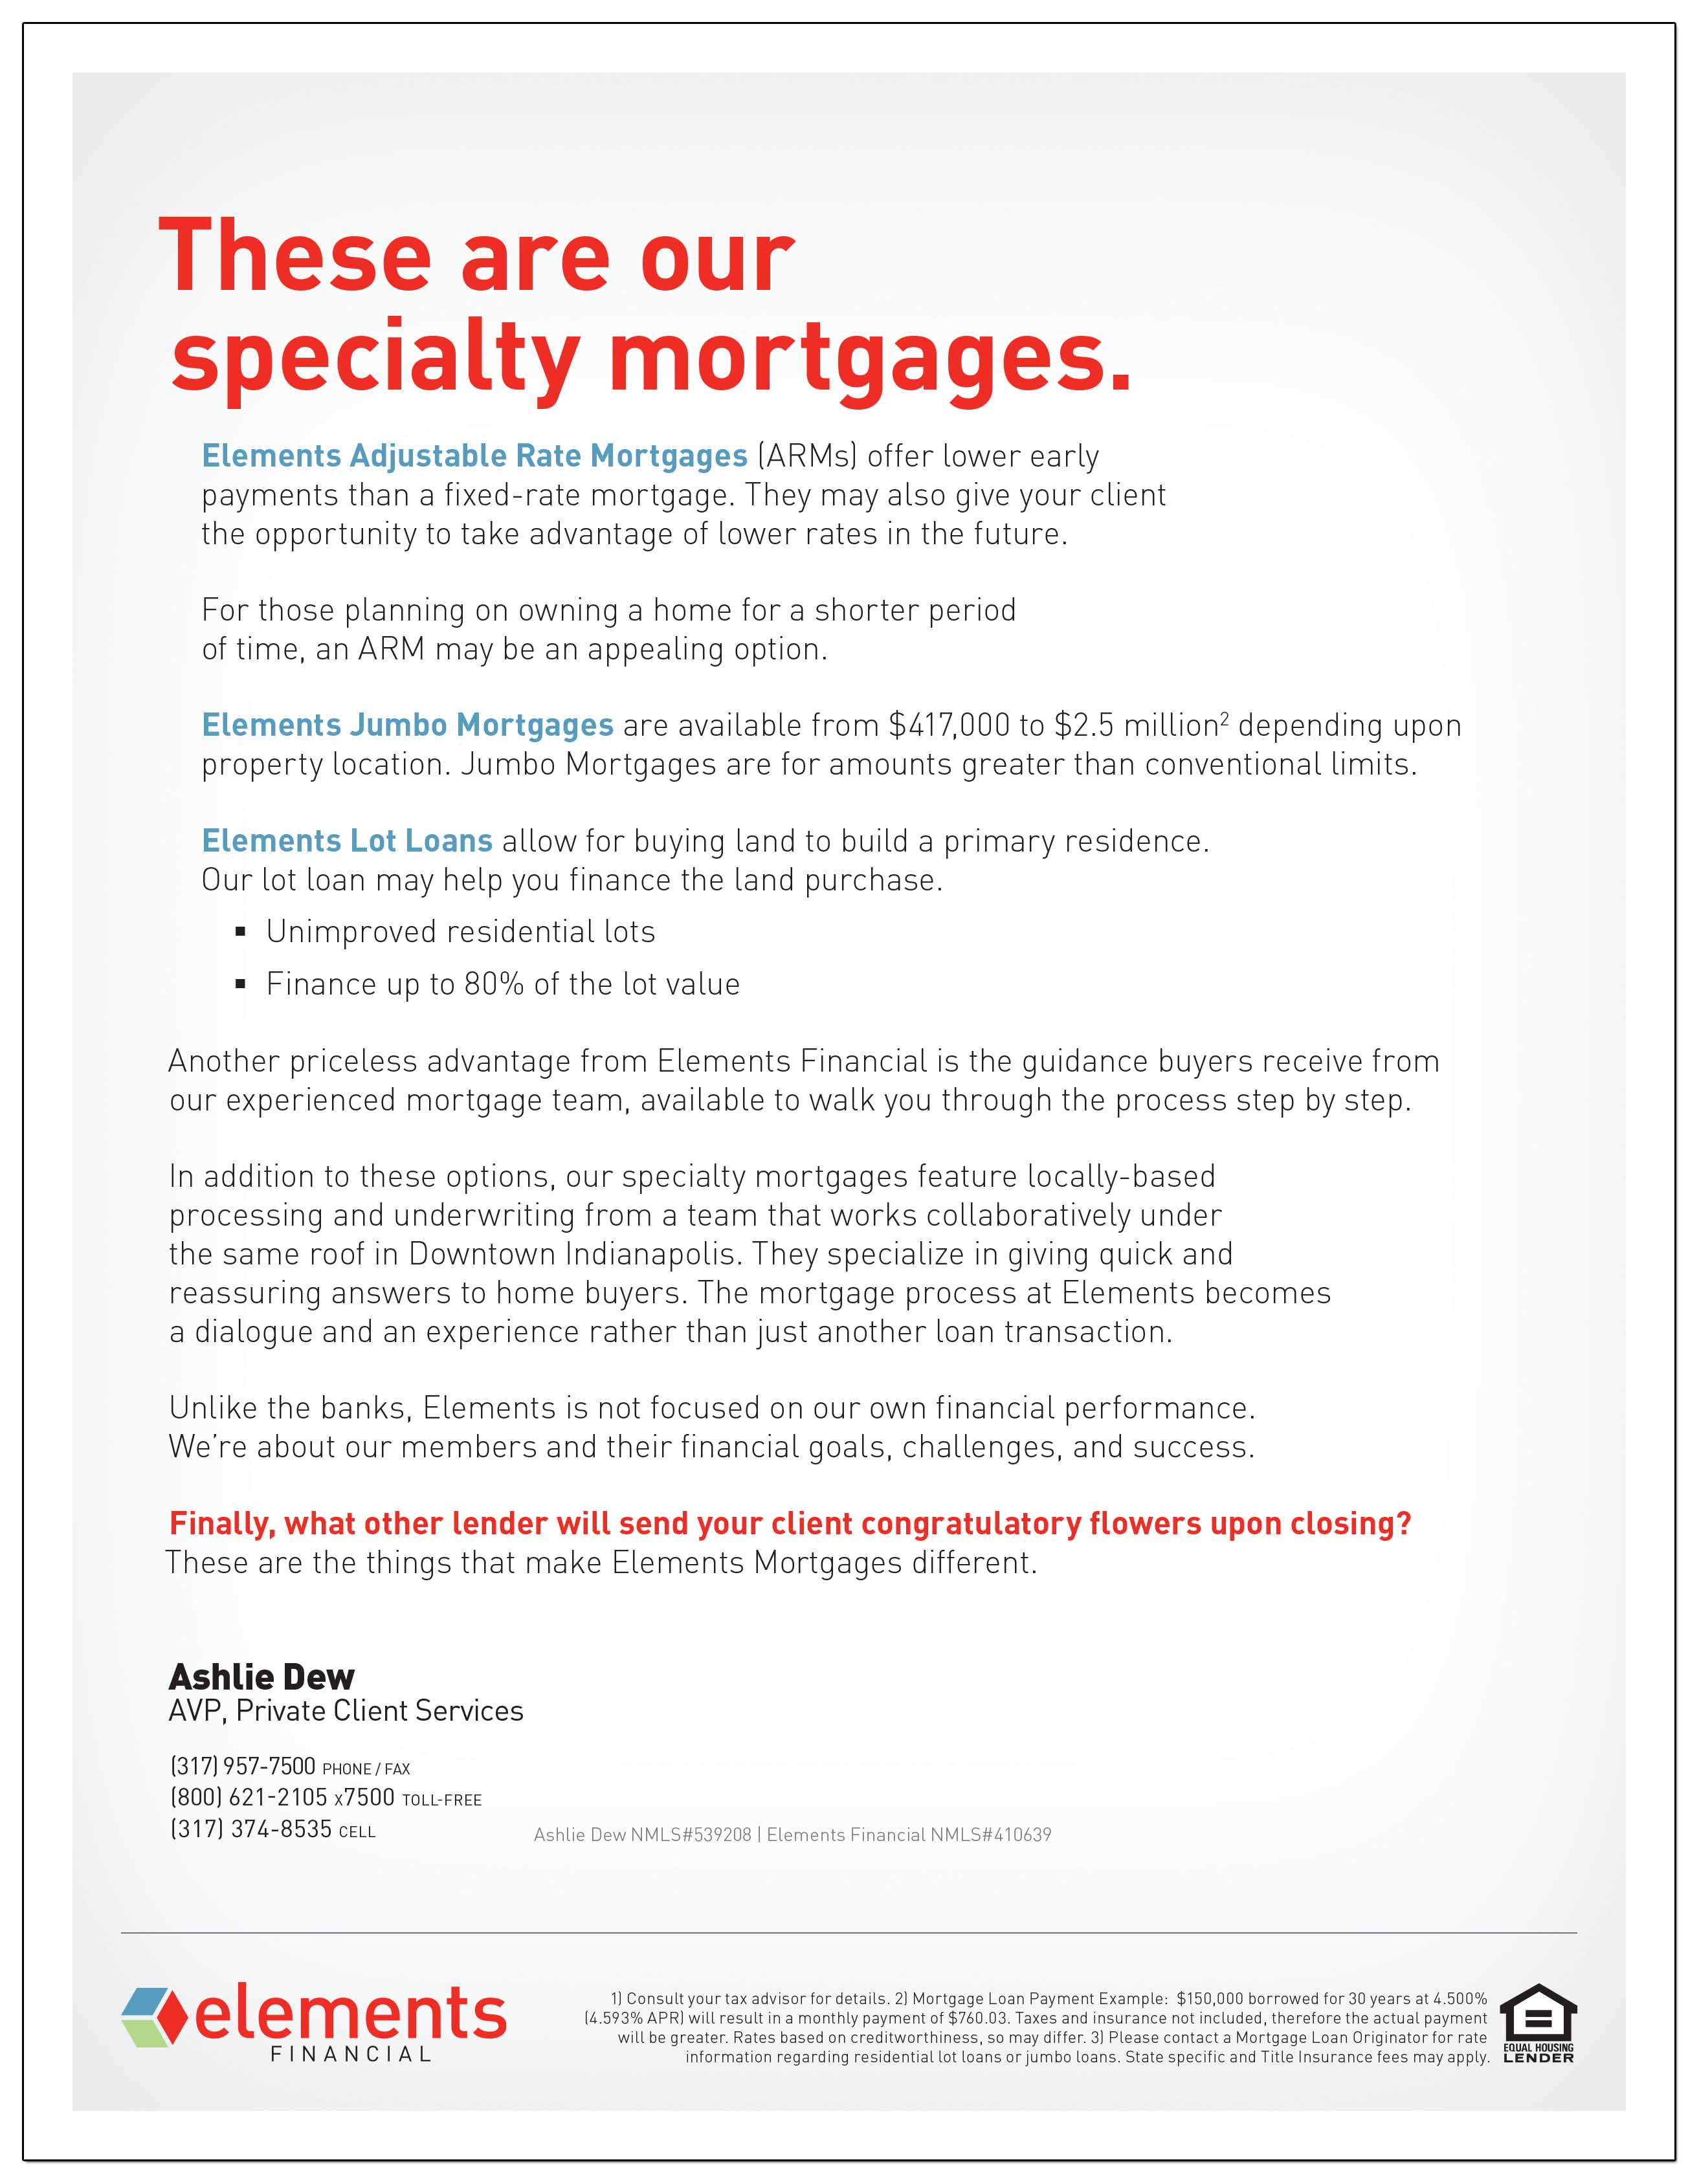 These are our
specialty mortgages.
Elements Adjustable Rate Mortgages (ARMs) offer lower early
payments than a fixed-rate mortgage. They may also give your client
the opportunity to take advantage of lower rates in the future.
For those planning on owning a home for a shorter period
of time, an ARM may be an appealing option.
Elements Jumbo Mortgages are available from $417,000 to $2.5 million² depending upon
property location. Jumbo Mortgages are for amounts greater than conventional limits.
Elements Lot Loans allow for buying land to build a primary residence.
Our lot loan may help you finance the land purchase.
▪ Unimproved residential lots
▪ Finance up to 80% of the lot value
Another priceless advantage from Elements Financial is the guidance buyers receive from
our experienced mortgage team, available to walk you through the process step by step.
In addition to these options, our specialty mortgages feature locally-based
processing and underwriting from a team that works collaboratively under
the same roof in Downtown Indianapolis. They specialize in giving quick and
reassuring answers to home buyers. The mortgage process at Elements becomes
a dialogue and an experience rather than just another loan transaction.
Unlike the banks, Elements is not focused on our own financial performance.
We’re about our members and their financial goals, challenges, and success.
Finally, what other lender will send your client congratulatory flowers upon closing?
These are the things that make Elements Mortgages different.
Ashlie Dew
AVP, Private Client Services
(317) 957-7500 PHONE / FAX
(800) 621-2105 x7500 TOLL-FREE
(317) 374-8535 CELL
Ashlie Dew NMLS#539208 | Elements Financial NMLS#410639
elements
FINANCIAL
1) Consult your tax advisor for details. 2) Mortgage Loan Payment Example: $150,000 borrowed for 30 years at 4.500%
(4.593% APR) will result in a monthly payment of $760.03. Taxes and insurance not included, therefore the actual payment
will be greater. Rates based on creditworthiness, so may differ. 3) Please contact a Mortgage Loan Originator for rate
information regarding residential lot loans or jumbo loans. State specific and Title Insurance fees may apply.
EQUAL HOUSING
LENDER